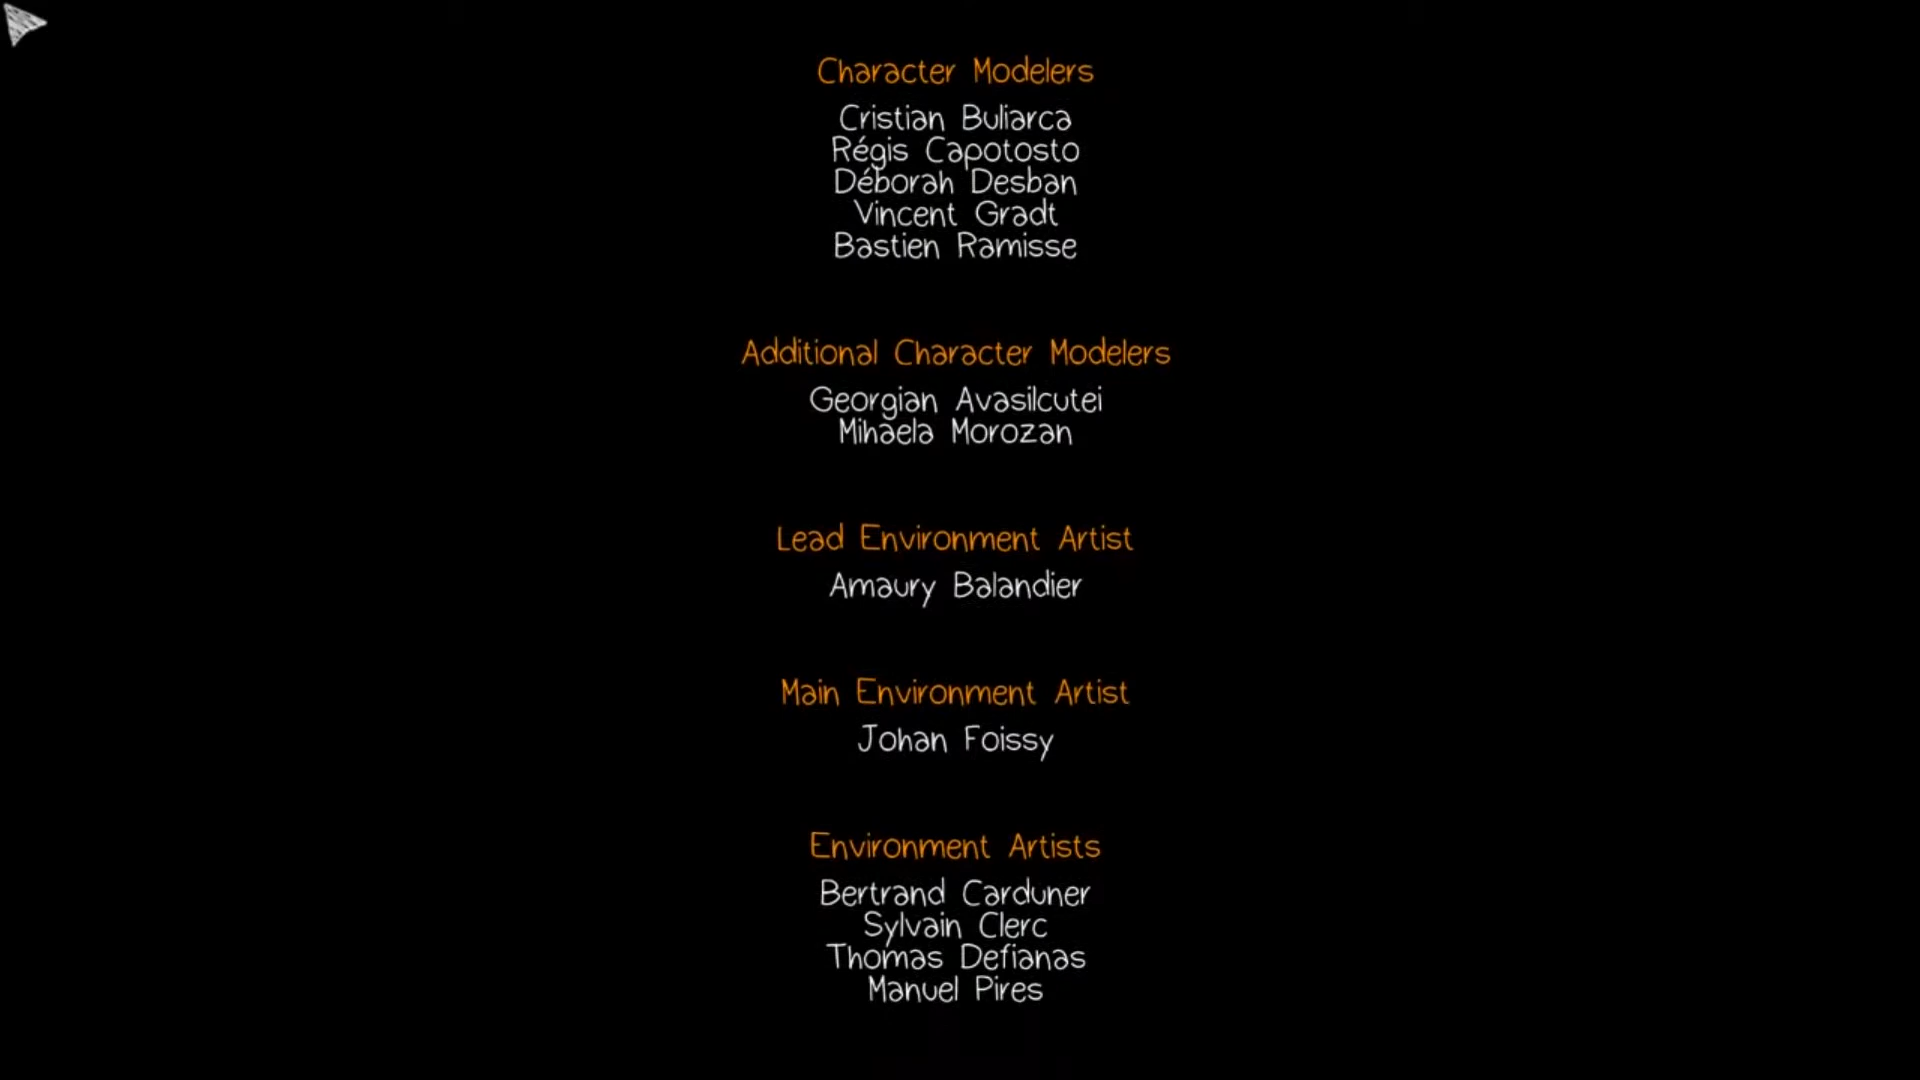 Character Modelers
Cristian Buliarca
Régis Capotosto
Déborah Desban
Vincent Gradt
Bastien Ramisse
Additional Character Modelers
Georgian Avasilcutei
Mihaela Morozan
Lead Environment Artist
Amaury Balandier
Main Environment Artist
Johan Foissy
Environment Artists
Bertrand Carduner
Sylvain Clerc
Thomas Defianas
Manuel Pires